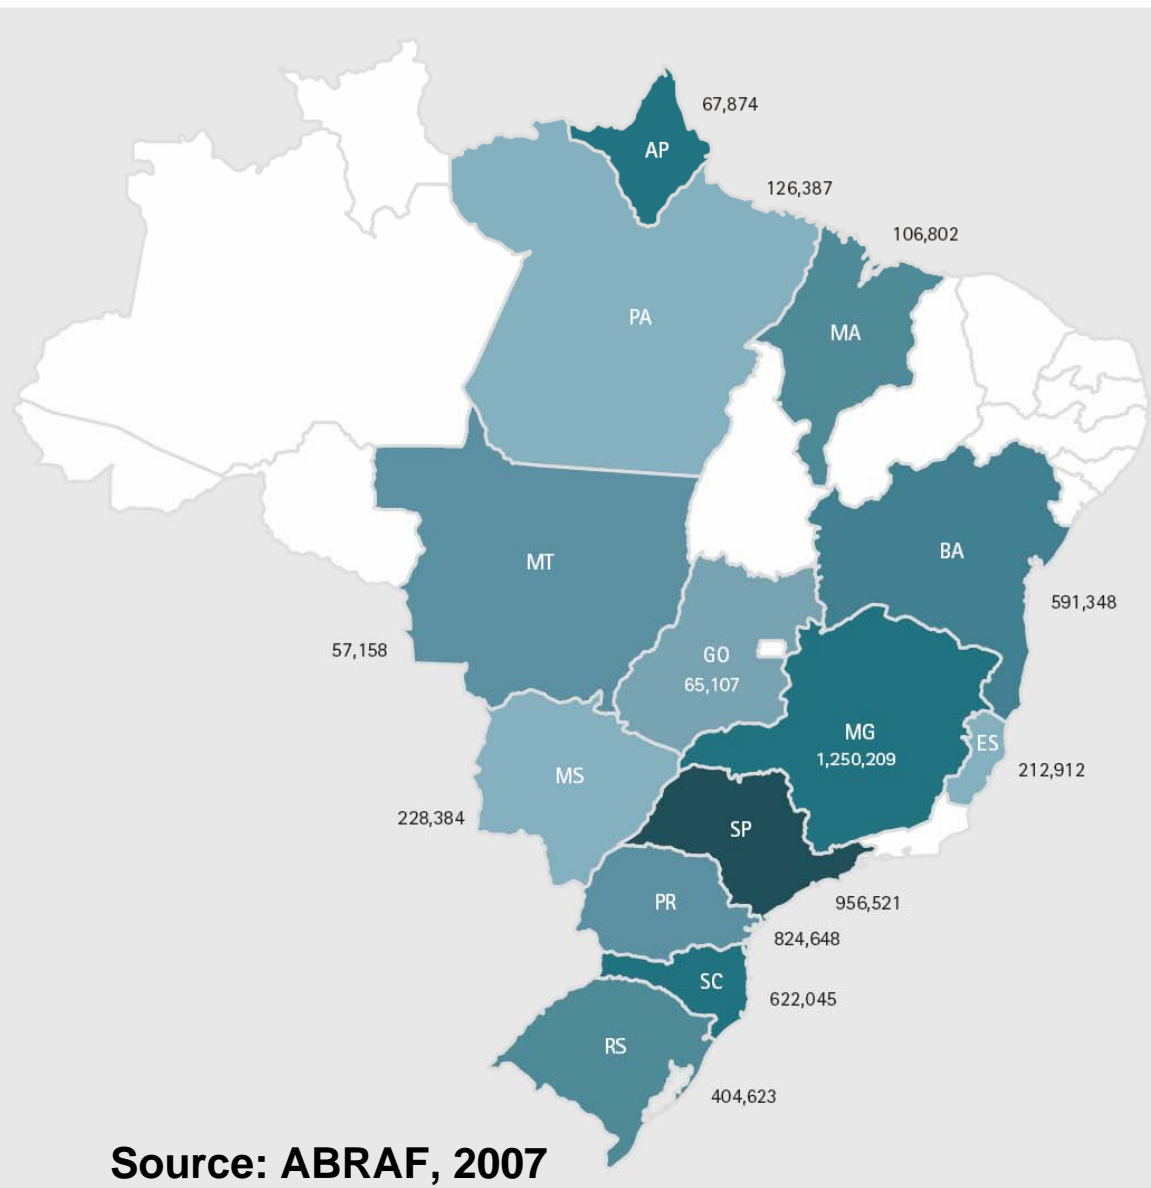 67,874
AP
126,387
106,802
PA
MA
MT
BA
591,348
57,158
GO
65,107
MG
1,250,209
ES
212,912
MS
228,384
SP
956,521
PR
824,648
SC
622,045
RS
404,623
Source: ABRAF, 2007